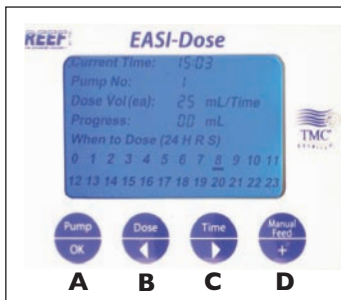 REEF
EASI-Dose
Current Time: 15:03
Pump No: 1
Dose Vol(ea): 25 mL/Time
Progress: 00 mL
When to Dose (24 H R S)
0 1 2 3 4 5 6 7 8 9 10 11
12 13 14 15 16 17 18 19 20 21 22 23
TMC
Pump
OK
Dose
Time
Manual
Feed
+
A B C D